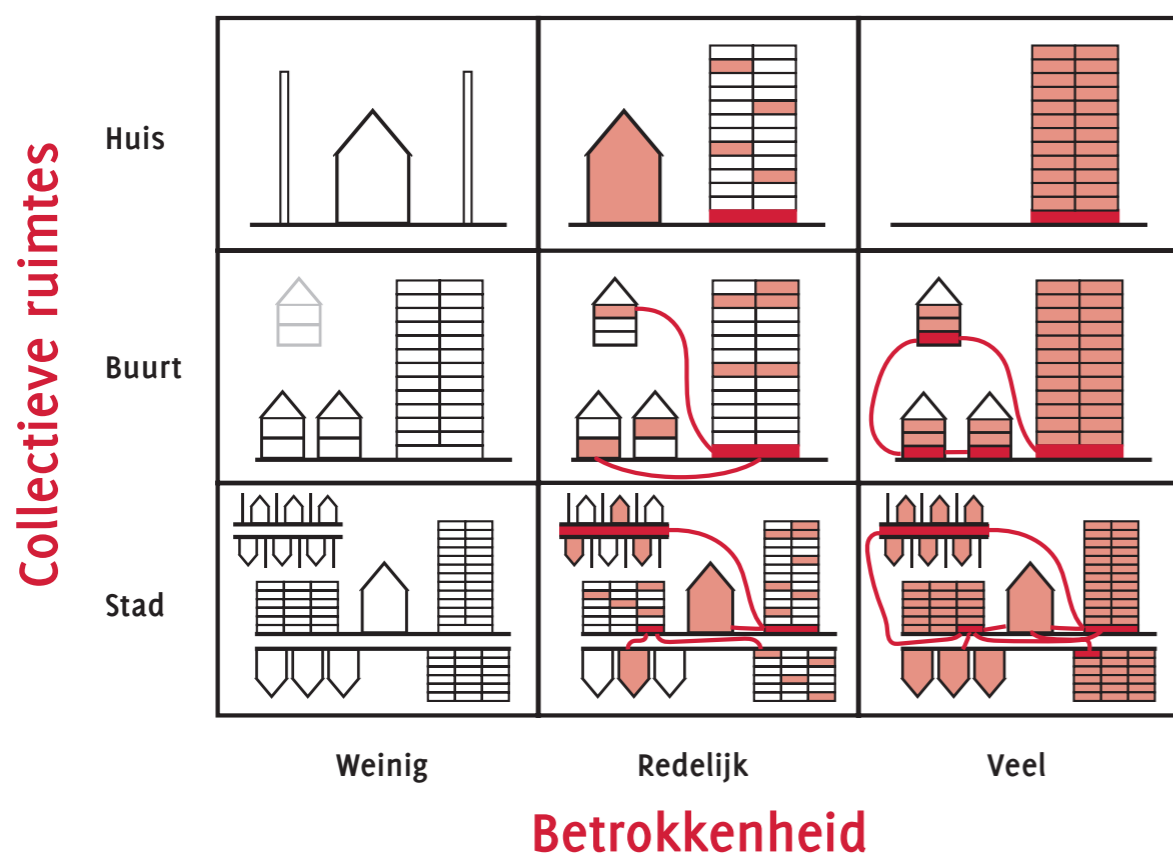 Collectieve ruimtes
Huis
Buurt
Stad
Weinig
Redelijk
Veel
Betrokkenheid